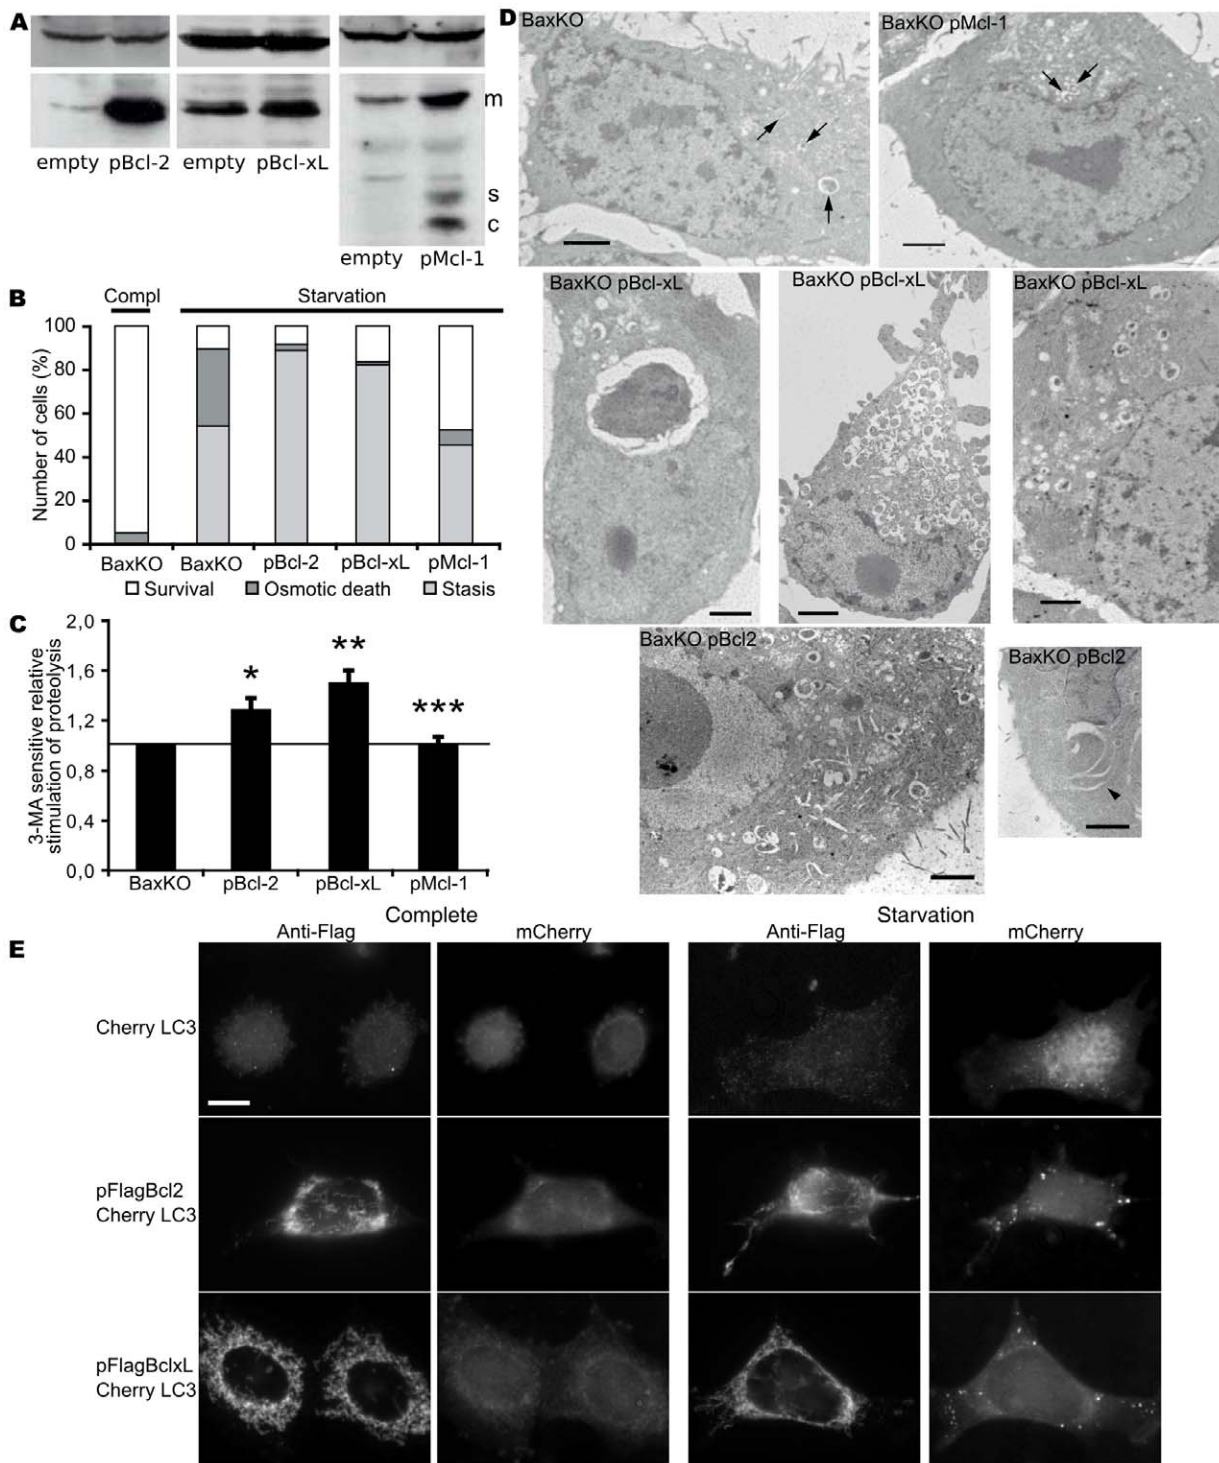 A
m
s
c
empty pBcl-2
empty pBcl-xL
empty pMcl-1
B
Compl
Starvation
Number of cells (%)
100
80
60
40
20
0
BaxKO BaxKO pBcl-2 pBcl-xL pMcl-1
Survival Osmotic death Stasis
C
3-MA sensitive relative
stimulation of proteolysis
2,0
1,6
1,2
0,8
0,4
0,0
*
**
***
BaxKO pBcl-2 pBcl-xL pMcl-1
D
BaxKO
BaxKO pMcl-1
BaxKO pBcl-xL
BaxKO pBcl-xL
BaxKO pBcl-xL
BaxKO pBcl2
BaxKO pBcl2
E
Complete Starvation
Anti-Flag mCherry Anti-Flag mCherry
Cherry LC3
pFlagBcl2
Cherry LC3
pFlagBclxL
Cherry LC3